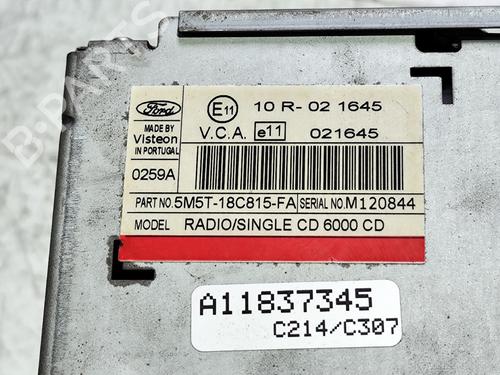 B-PARTS
Ford
MADE BY
Visteon
IN PORTUGAL
0259A
E11 10 R- 02 1645
V.C.A. e11 021645
PART NO. 5M5T-18C815-FA SERIAL NO. M120844
MODEL RADIO/SINGLE CD 6000 CD
A11837345
C214/C307